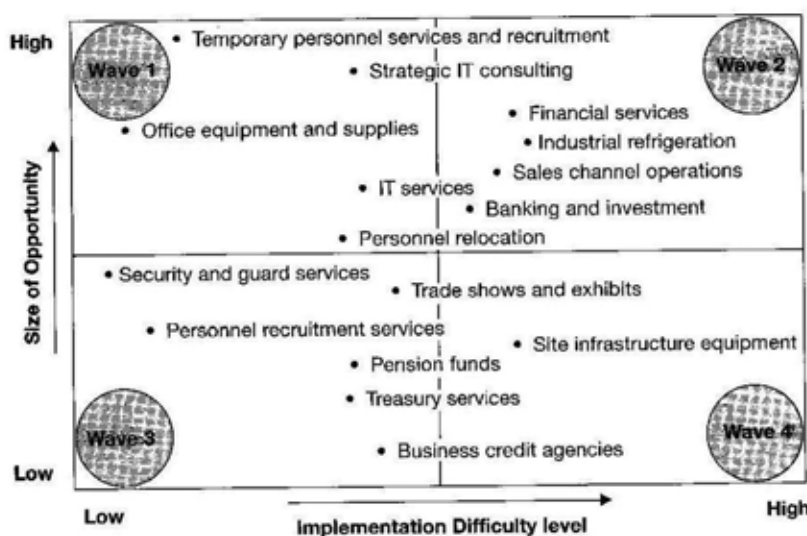 High
Wave 1
• Temporary personnel services and recruitment
Wave 2
• Strategic IT consulting
• Financial services
• Office equipment and supplies
• Industrial refrigeration
• Sales channel operations
• IT services
• Banking and investment
• Personnel relocation
Size of Opportunity
• Security and guard services
• Trade shows and exhibits
• Personnel recruitment services
• Site infrastructure equipment
• Pension funds
• Treasury services
Wave 3
Wave 4
• Business credit agencies
Low
Low
Implementation Difficulty level
High